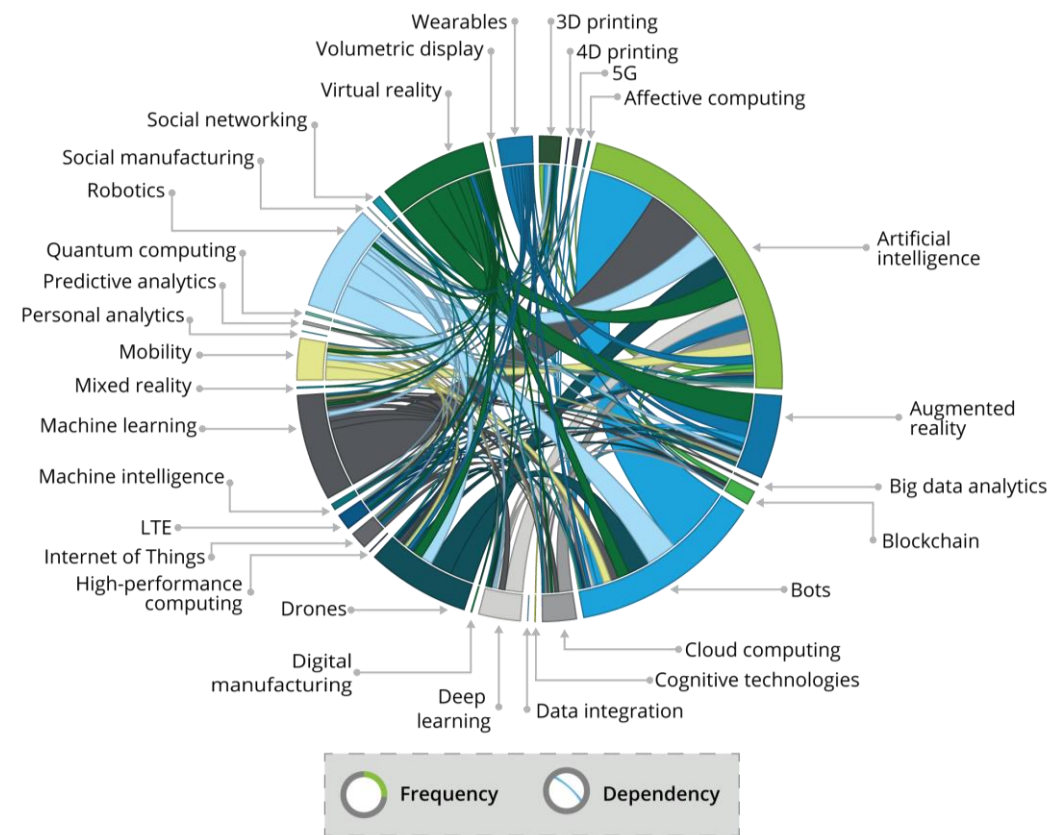 Wearables
3D printing
Volumetric display
4D printing
5G
Virtual reality
Affective computing
Social networking
Social manufacturing
Robotics
Artificial
intelligence
Quantum computing
Predictive analytics
Personal analytics
Mobility
Mixed reality
Machine learning
Augmented
reality
Machine intelligence
Big data analytics
LTE
Blockchain
Internet of Things
High-performance
computing
Bots
Drones
Cloud computing
Digital
manufacturing
Cognitive technologies
Deep
learning
Data integration
Frequency
Dependency